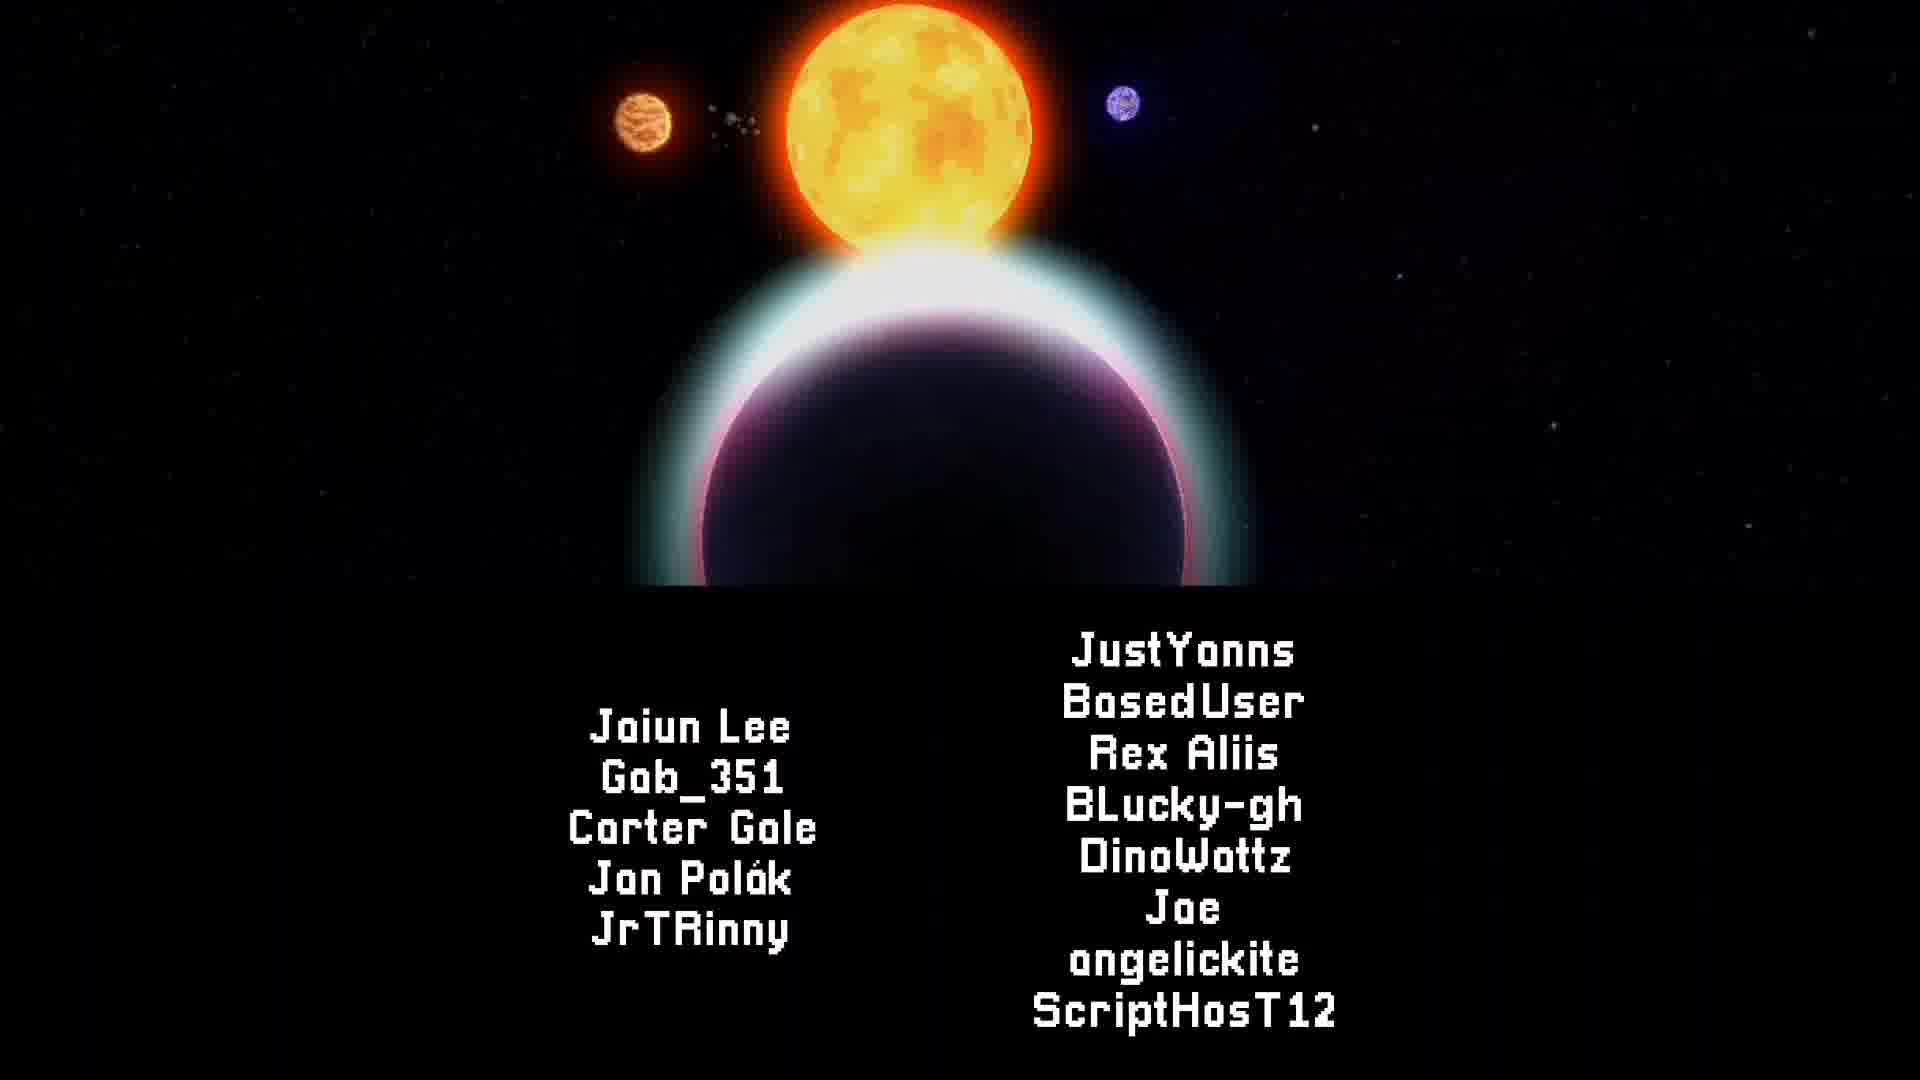 Jaiun Lee
Gab_351
Carter Gale
Jan Polák
JrTRinny
JustYanns
BasedUser
Rex Aliis
BLucky-gh
DinoWattz
Jae
angelickite
ScriptHosT12